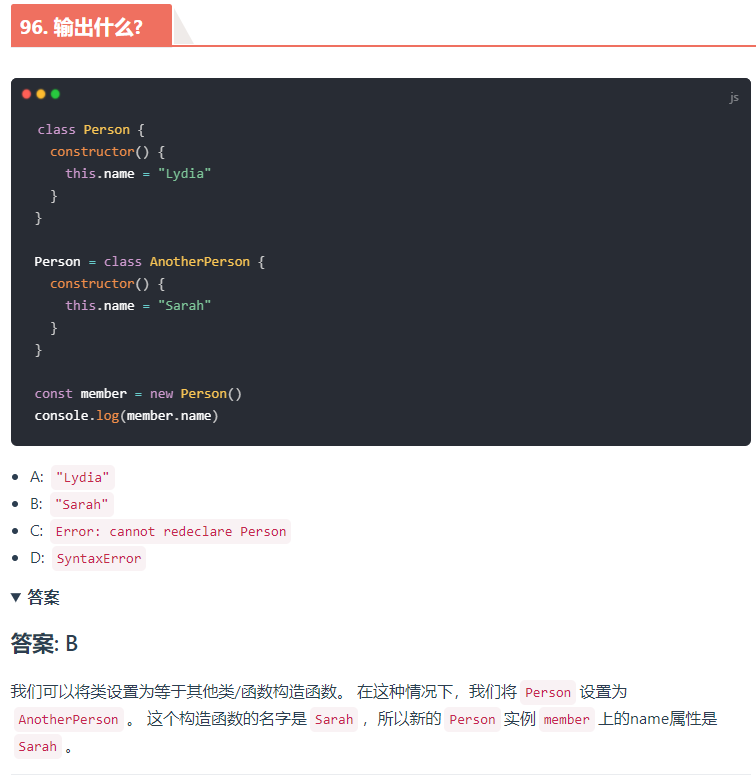 96. 输出什么?
js
class Person {
  constructor() {
    this.name = "Lydia"
  }
}

Person = class AnotherPerson {
  constructor() {
    this.name = "Sarah"
  }
}

const member = new Person()
console.log(member.name)
A: "Lydia"
B: "Sarah"
C: Error: cannot redeclare Person
D: SyntaxError
▼ 答案
答案: B
我们可以将类设置为等于其他类/函数构造函数。 在这种情况下，我们将 Person 设置为
AnotherPerson 。 这个构造函数的名字是 Sarah ，所以新的 Person 实例 member 上的name属性是
Sarah 。